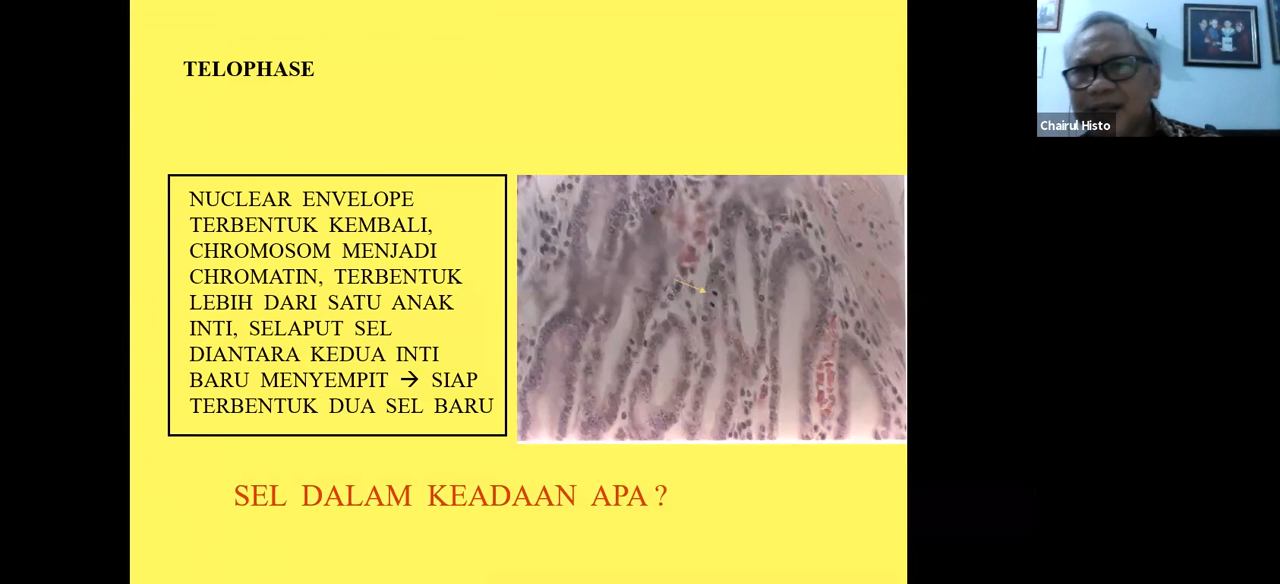 TELOPHASE
NUCLEAR ENVELOPE
TERBENTUK KEMBALI,
CHROMOSOM MENJADI
CHROMATIN, TERBENTUK
LEBIH DARI SATU ANAK
INTI, SELAPUT SEL
DIANTARA KEDUA INTI
BARU MENYEMPIT → SIAP
TERBENTUK DUA SEL BARU
SEL DALAM KEADAAN APA ?
Chairul Histo